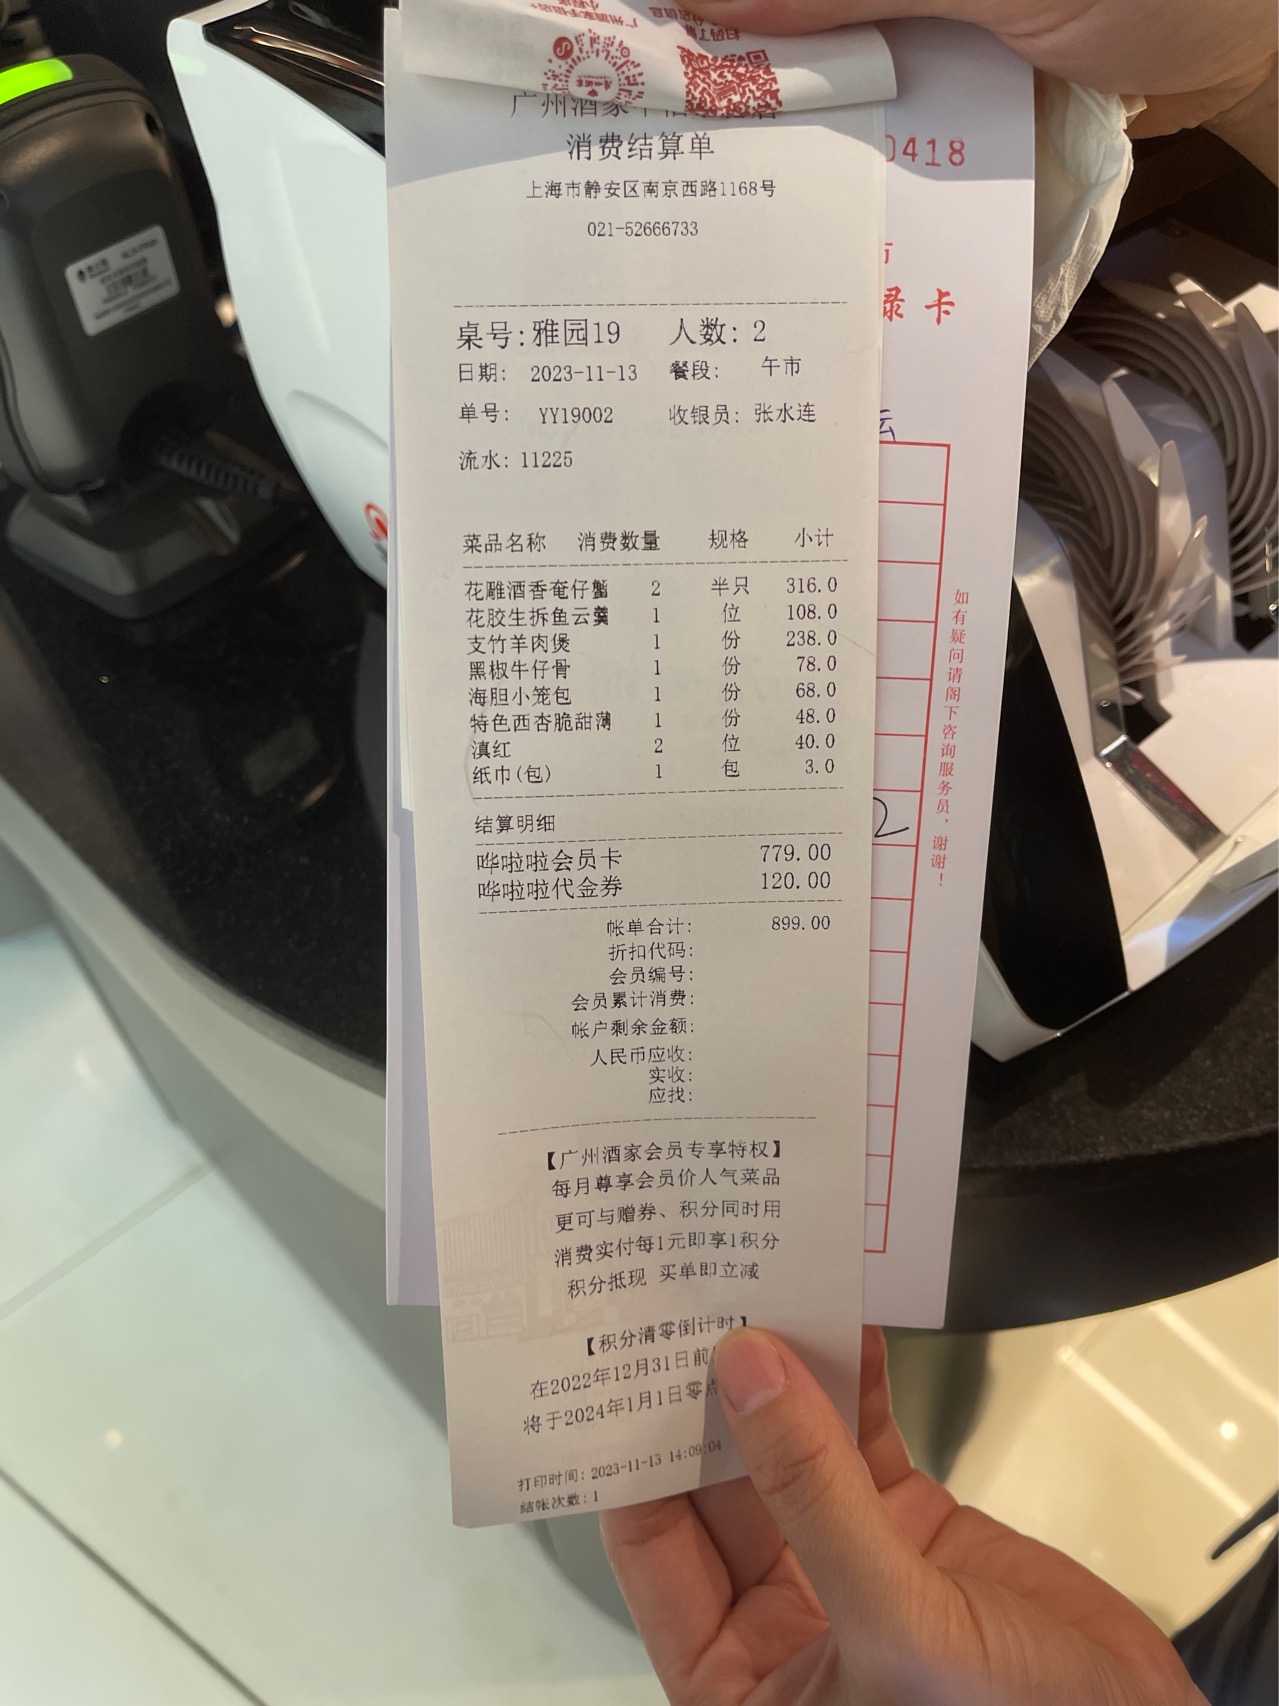 广州酒家
消费结算单
上海市静安区南京西路1168号
021-52666733
桌号:雅园19 人数: 2
日期: 2023-11-13 餐段: 午市
单号: YY19002 收银员: 张水连
流水: 11225
菜品名称 消费数量 规格 小计
花雕酒香奄仔蟹 2 半只 316.0
花胶生拆鱼云羹 1 位 108.0
支竹羊肉煲 1 份 238.0
黑椒牛仔骨 1 份 78.0
海胆小笼包 1 份 68.0
特色西杏脆甜薄 1 份 48.0
滇红 2 位 40.0
纸巾(包) 1 包 3.0
结算明细
哗啦啦会员卡 779.00
哗啦啦代金券 120.00
帐单合计: 899.00
折扣代码:
会员编号:
会员累计消费:
帐户剩余金额:
人民币应收:
实收:
应找:
【广州酒家会员专享特权】
每月尊享会员价人气菜品
更可与赠券、积分同时用
消费实付每1元即享1积分
积分抵现 买单即立减
【积分清零倒计时】
在2022年12月31日前
将于2024年1月1日零点
打印时间: 2023-11-13 14:09:04
结帐次数: 1
0418
录卡
2
如有疑问请阁下咨询服务员，谢谢！